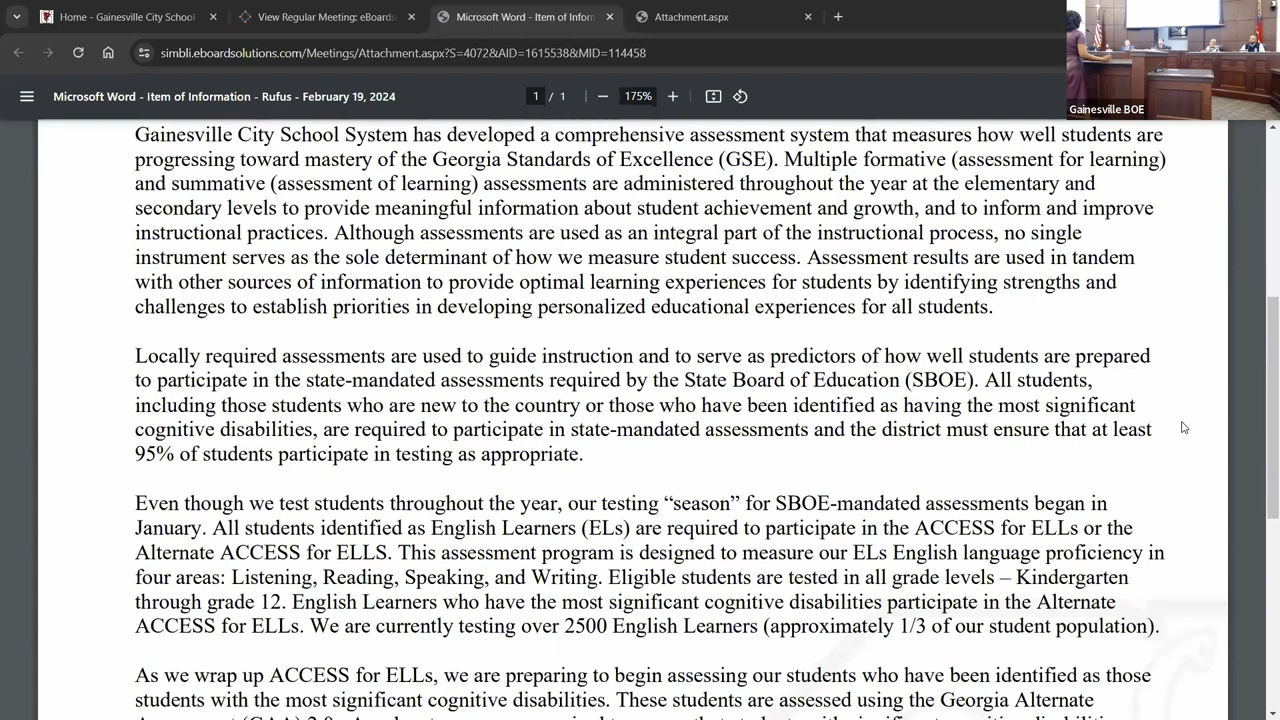 Home - Gainesville City School
View Regular Meeting: eBoards
Microsoft Word - Item of Inform
Attachment.aspx
simbli.eboardsolutions.com/Meetings/Attachment.aspx?S=4072&AID=1615538&MID=114458
Microsoft Word - Item of Information - Rufus - February 19, 2024
1 / 1
175%
Gainesville BOE
Gainesville City School System has developed a comprehensive assessment system that measures how well students are
progressing toward mastery of the Georgia Standards of Excellence (GSE). Multiple formative (assessment for learning)
and summative (assessment of learning) assessments are administered throughout the year at the elementary and
secondary levels to provide meaningful information about student achievement and growth, and to inform and improve
instructional practices. Although assessments are used as an integral part of the instructional process, no single
instrument serves as the sole determinant of how we measure student success. Assessment results are used in tandem
with other sources of information to provide optimal learning experiences for students by identifying strengths and
challenges to establish priorities in developing personalized educational experiences for all students.
Locally required assessments are used to guide instruction and to serve as predictors of how well students are prepared
to participate in the state-mandated assessments required by the State Board of Education (SBOE). All students,
including those students who are new to the country or those who have been identified as having the most significant
cognitive disabilities, are required to participate in state-mandated assessments and the district must ensure that at least
95% of students participate in testing as appropriate.
Even though we test students throughout the year, our testing “season” for SBOE-mandated assessments began in
January. All students identified as English Learners (ELs) are required to participate in the ACCESS for ELLs or the
Alternate ACCESS for ELLS. This assessment program is designed to measure our ELs English language proficiency in
four areas: Listening, Reading, Speaking, and Writing. Eligible students are tested in all grade levels – Kindergarten
through grade 12. English Learners who have the most significant cognitive disabilities participate in the Alternate
ACCESS for ELLs. We are currently testing over 2500 English Learners (approximately 1/3 of our student population).
As we wrap up ACCESS for ELLs, we are preparing to begin assessing our students who have been identified as those
students with the most significant cognitive disabilities. These students are assessed using the Georgia Alternate